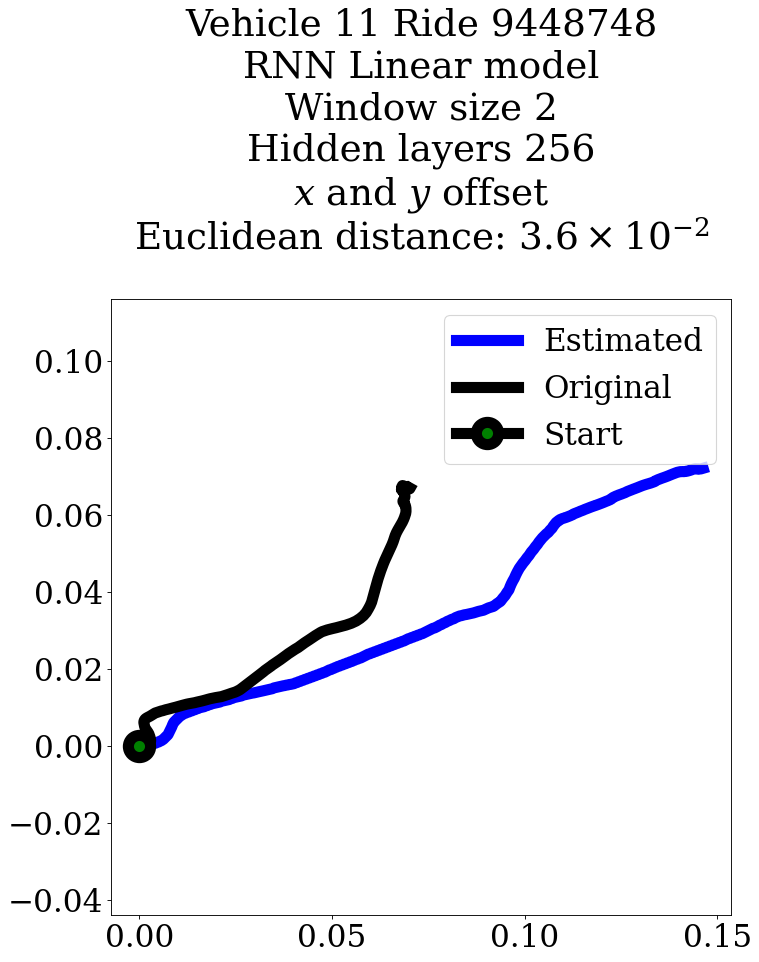 Vehicle 11 Ride 9448748
RNN Linear model
Window size 2
Hidden layers 256
x and y offset
Euclidean distance: 3.6 × 10⁻²
Estimated
Original
Start
0.10
0.08
0.06
0.04
0.02
0.00
−0.02
−0.04
0.00 0.05 0.10 0.15